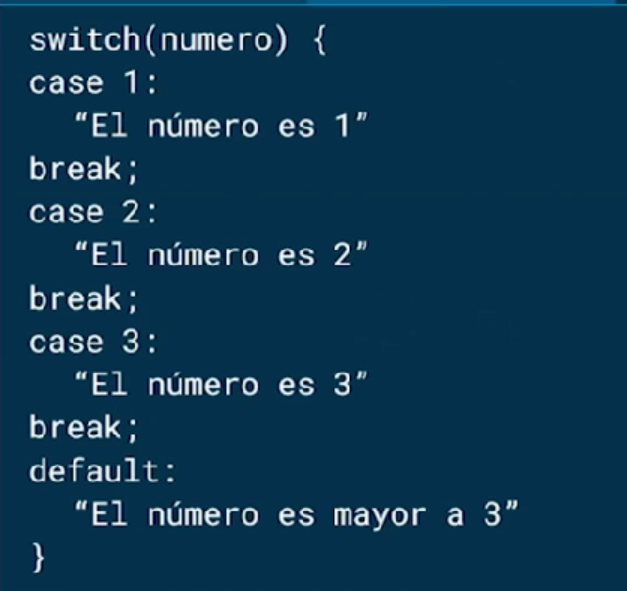 switch(numero) {
case 1:
“El número es 1”
break;
case 2:
“El número es 2”
break;
case 3:
“El número es 3”
break;
default:
“El número es mayor a 3”
}